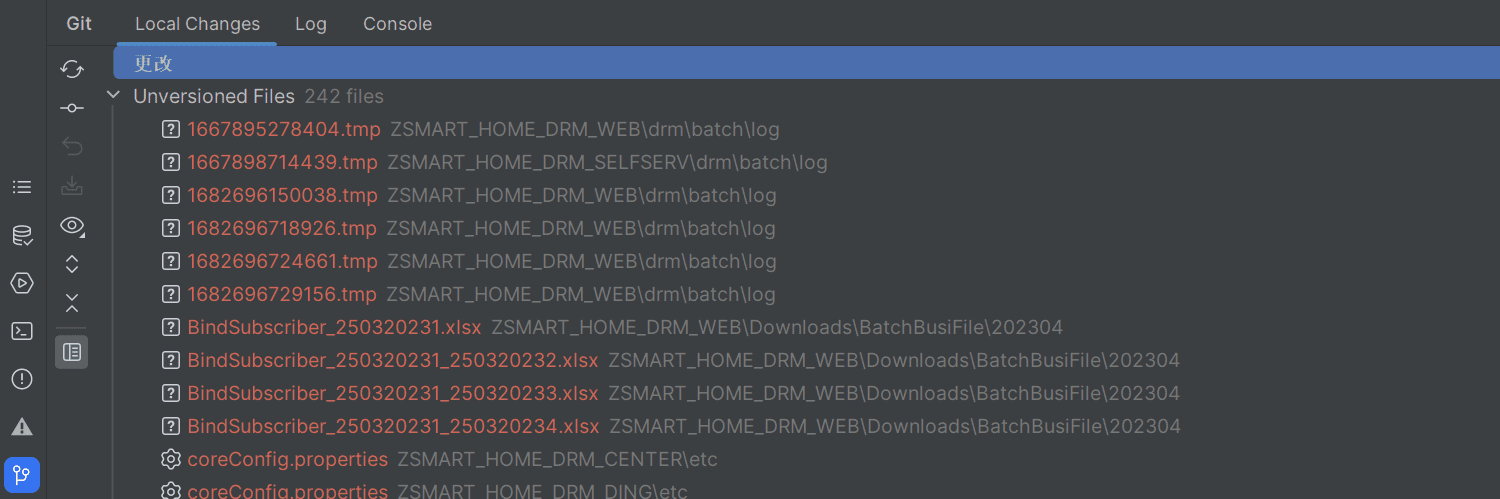 Git Local Changes Log Console
更改
Unversioned Files 242 files
1667895278404.tmp ZSMART_HOME_DRM_WEB\drm\batch\log
1667898714439.tmp ZSMART_HOME_DRM_SELFSERV\drm\batch\log
1682696150038.tmp ZSMART_HOME_DRM_WEB\drm\batch\log
1682696718926.tmp ZSMART_HOME_DRM_WEB\drm\batch\log
1682696724661.tmp ZSMART_HOME_DRM_WEB\drm\batch\log
1682696729156.tmp ZSMART_HOME_DRM_WEB\drm\batch\log
BindSubscriber_250320231.xlsx ZSMART_HOME_DRM_WEB\Downloads\BatchBusiFile\202304
BindSubscriber_250320231_250320232.xlsx ZSMART_HOME_DRM_WEB\Downloads\BatchBusiFile\202304
BindSubscriber_250320231_250320233.xlsx ZSMART_HOME_DRM_WEB\Downloads\BatchBusiFile\202304
BindSubscriber_250320231_250320234.xlsx ZSMART_HOME_DRM_WEB\Downloads\BatchBusiFile\202304
coreConfig.properties ZSMART_HOME_DRM_CENTER\etc
coreConfig.properties ZSMART_HOME_DRM_DING\etc